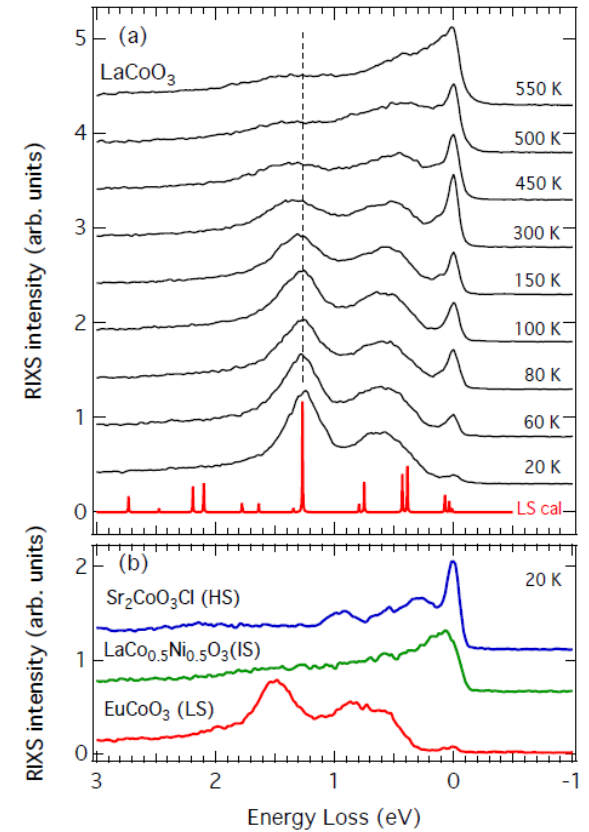 (a)
LaCoO₃
550 K
500 K
450 K
300 K
150 K
100 K
80 K
60 K
20 K
LS cal
5
4
3
2
1
0
RIXS intensity (arb. units)
(b)
20 K
Sr₂CoO₃Cl (HS)
LaCo₀.₅Ni₀.₅O₃(IS)
EuCoO₃ (LS)
2
1
0
RIXS intensity (arb. units)
3 2 1 0 -1
Energy Loss (eV)